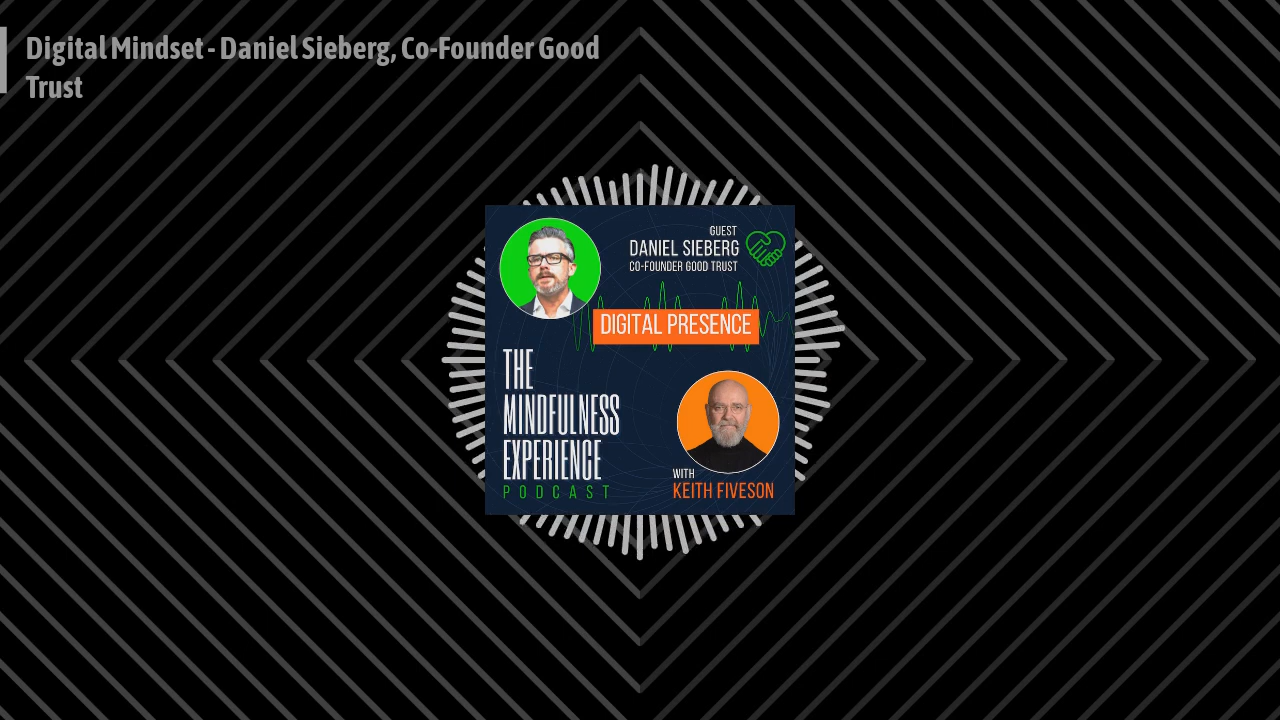 Digital Mindset - Daniel Sieberg, Co-Founder Good
Trust
GUEST
DANIEL SIEBERG
CO-FOUNDER GOOD TRUST
DIGITAL PRESENCE
THE
MINDFULNESS
EXPERIENCE
PODCAST
WITH
KEITH FIVESON